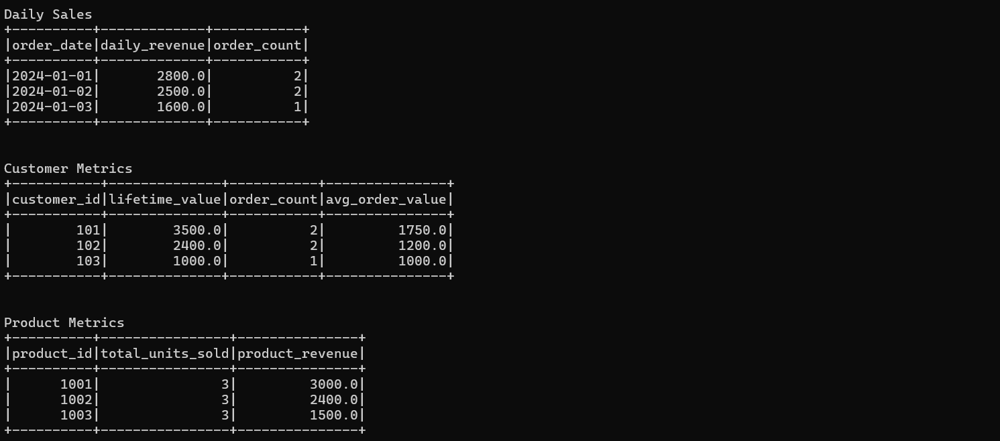 Daily Sales
+----------+-------------+-----------+
|order_date|daily_revenue|order_count|
+----------+-------------+-----------+
|2024-01-01|       2800.0|          2|
|2024-01-02|       2500.0|          2|
|2024-01-03|       1600.0|          1|
+----------+-------------+-----------+
Customer Metrics
+-----------+--------------+-----------+---------------+
|customer_id|lifetime_value|order_count|avg_order_value|
+-----------+--------------+-----------+---------------+
|        101|        3500.0|          2|         1750.0|
|        102|        2400.0|          2|         1200.0|
|        103|        1000.0|          1|         1000.0|
+-----------+--------------+-----------+---------------+
Product Metrics
+----------+----------------+---------------+
|product_id|total_units_sold|product_revenue|
+----------+----------------+---------------+
|      1001|               3|         3000.0|
|      1002|               3|         2400.0|
|      1003|               3|         1500.0|
+----------+----------------+---------------+